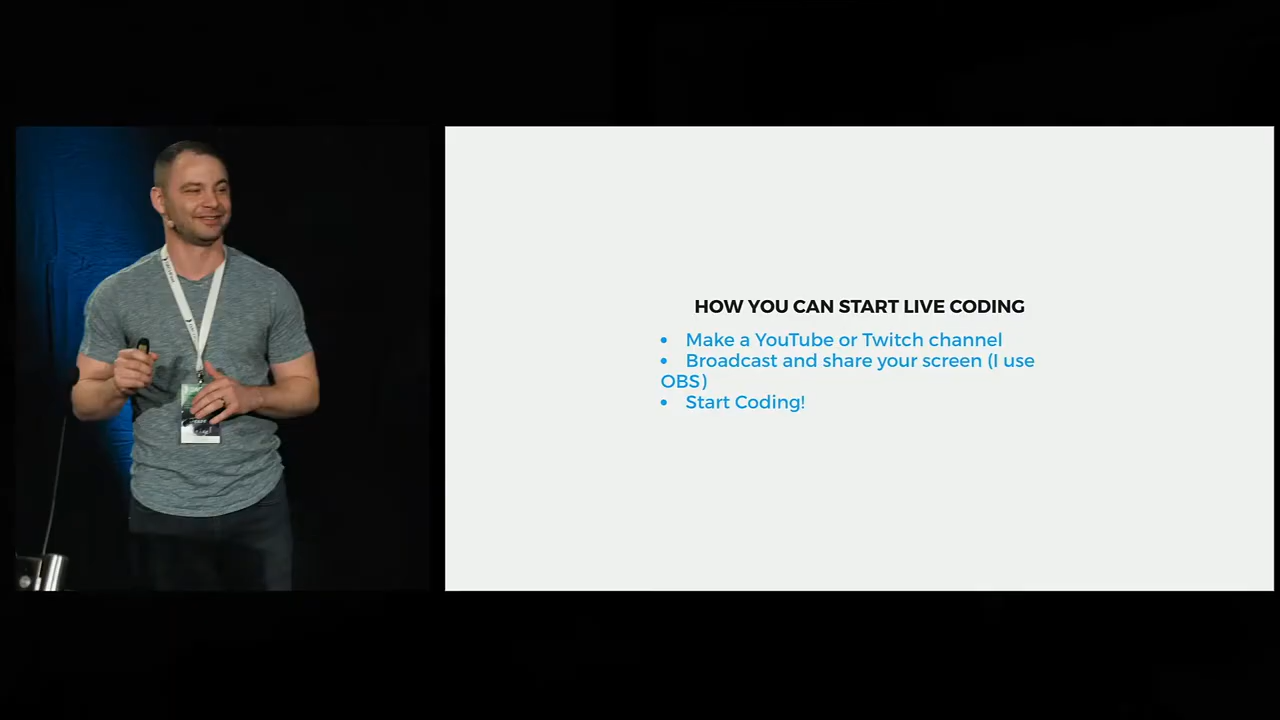 HOW YOU CAN START LIVE CODING
• Make a YouTube or Twitch channel
• Broadcast and share your screen (I use
OBS)
• Start Coding!